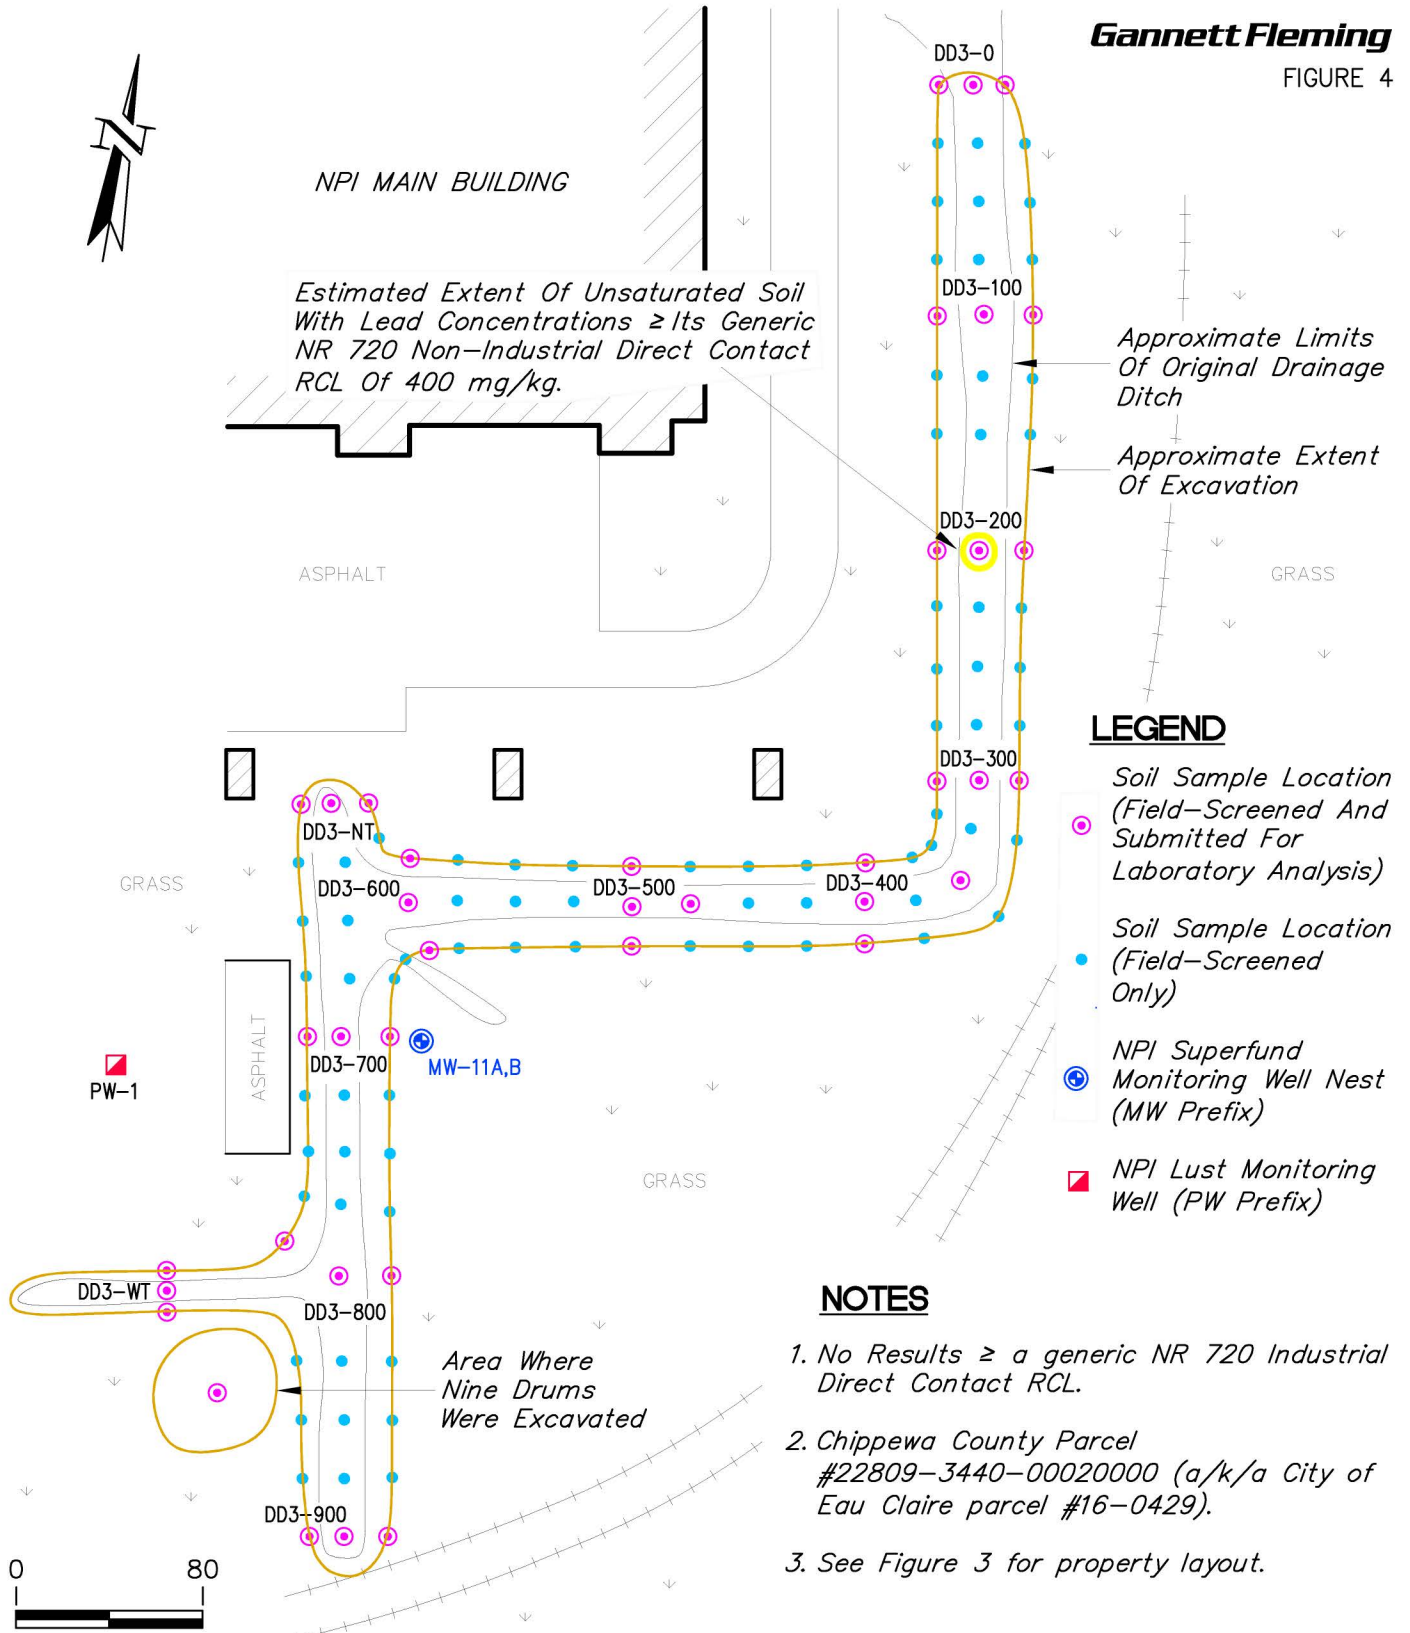 Gannett Fleming
FIGURE 4
DD3-0
NPI MAIN BUILDING
Estimated Extent Of Unsaturated Soil
With Lead Concentrations ≥ Its Generic
NR 720 Non-Industrial Direct Contact
RCL Of 400 mg/kg.
DD3-100
Approximate Limits
Of Original Drainage
Ditch
Approximate Extent
Of Excavation
DD3-200
ASPHALT
GRASS
DD3-300
LEGEND
Soil Sample Location
(Field-Screened And
Submitted For
Laboratory Analysis)
Soil Sample Location
(Field-Screened
Only)
NPI Superfund
Monitoring Well Nest
(MW Prefix)
NPI Lust Monitoring
Well (PW Prefix)
DD3-NT
GRASS
DD3-600
DD3-500
DD3-400
ASPHALT
DD3-700
MW-11A,B
PW-1
GRASS
DD3-WT
DD3-800
Area Where
Nine Drums
Were Excavated
DD3-900
NOTES
1. No Results ≥ a generic NR 720 Industrial
Direct Contact RCL.
2. Chippewa County Parcel
#22809-3440-00020000 (a/k/a City of
Eau Claire parcel #16-0429).
3. See Figure 3 for property layout.
0 80
N